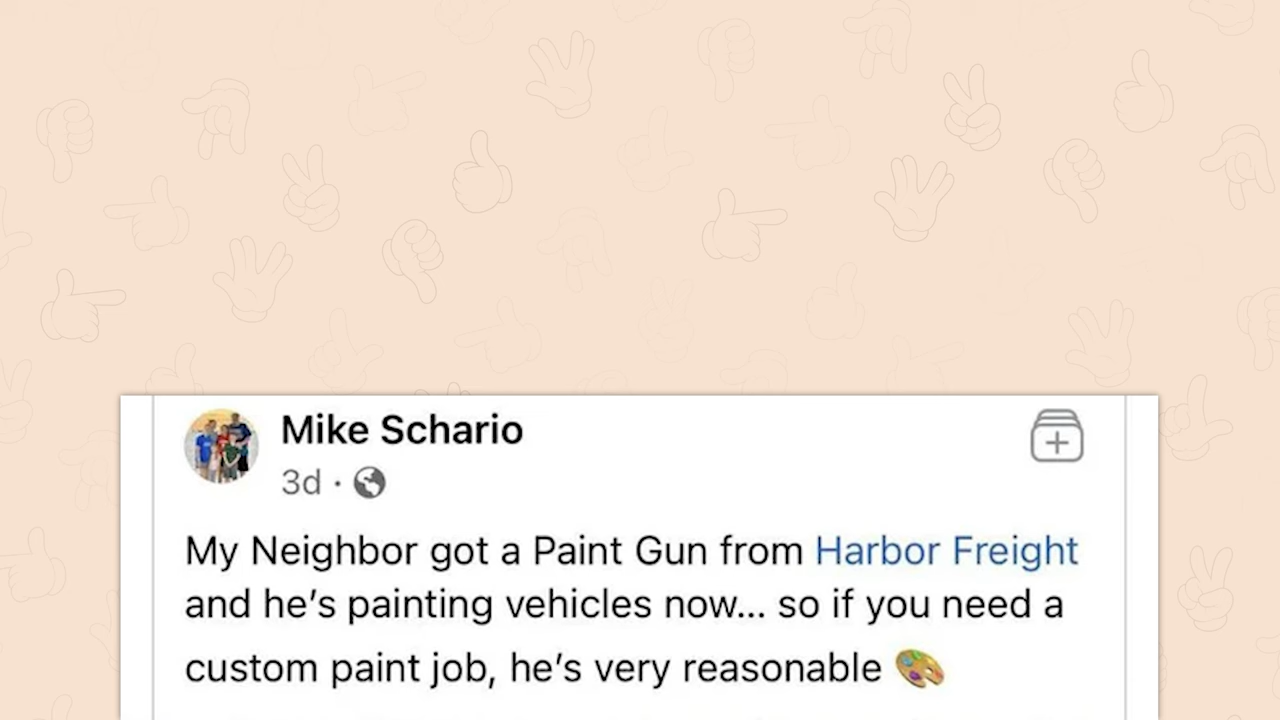 Mike Schario
3d ·
My Neighbor got a Paint Gun from Harbor Freight
and he’s painting vehicles now... so if you need a
custom paint job, he’s very reasonable 🎨